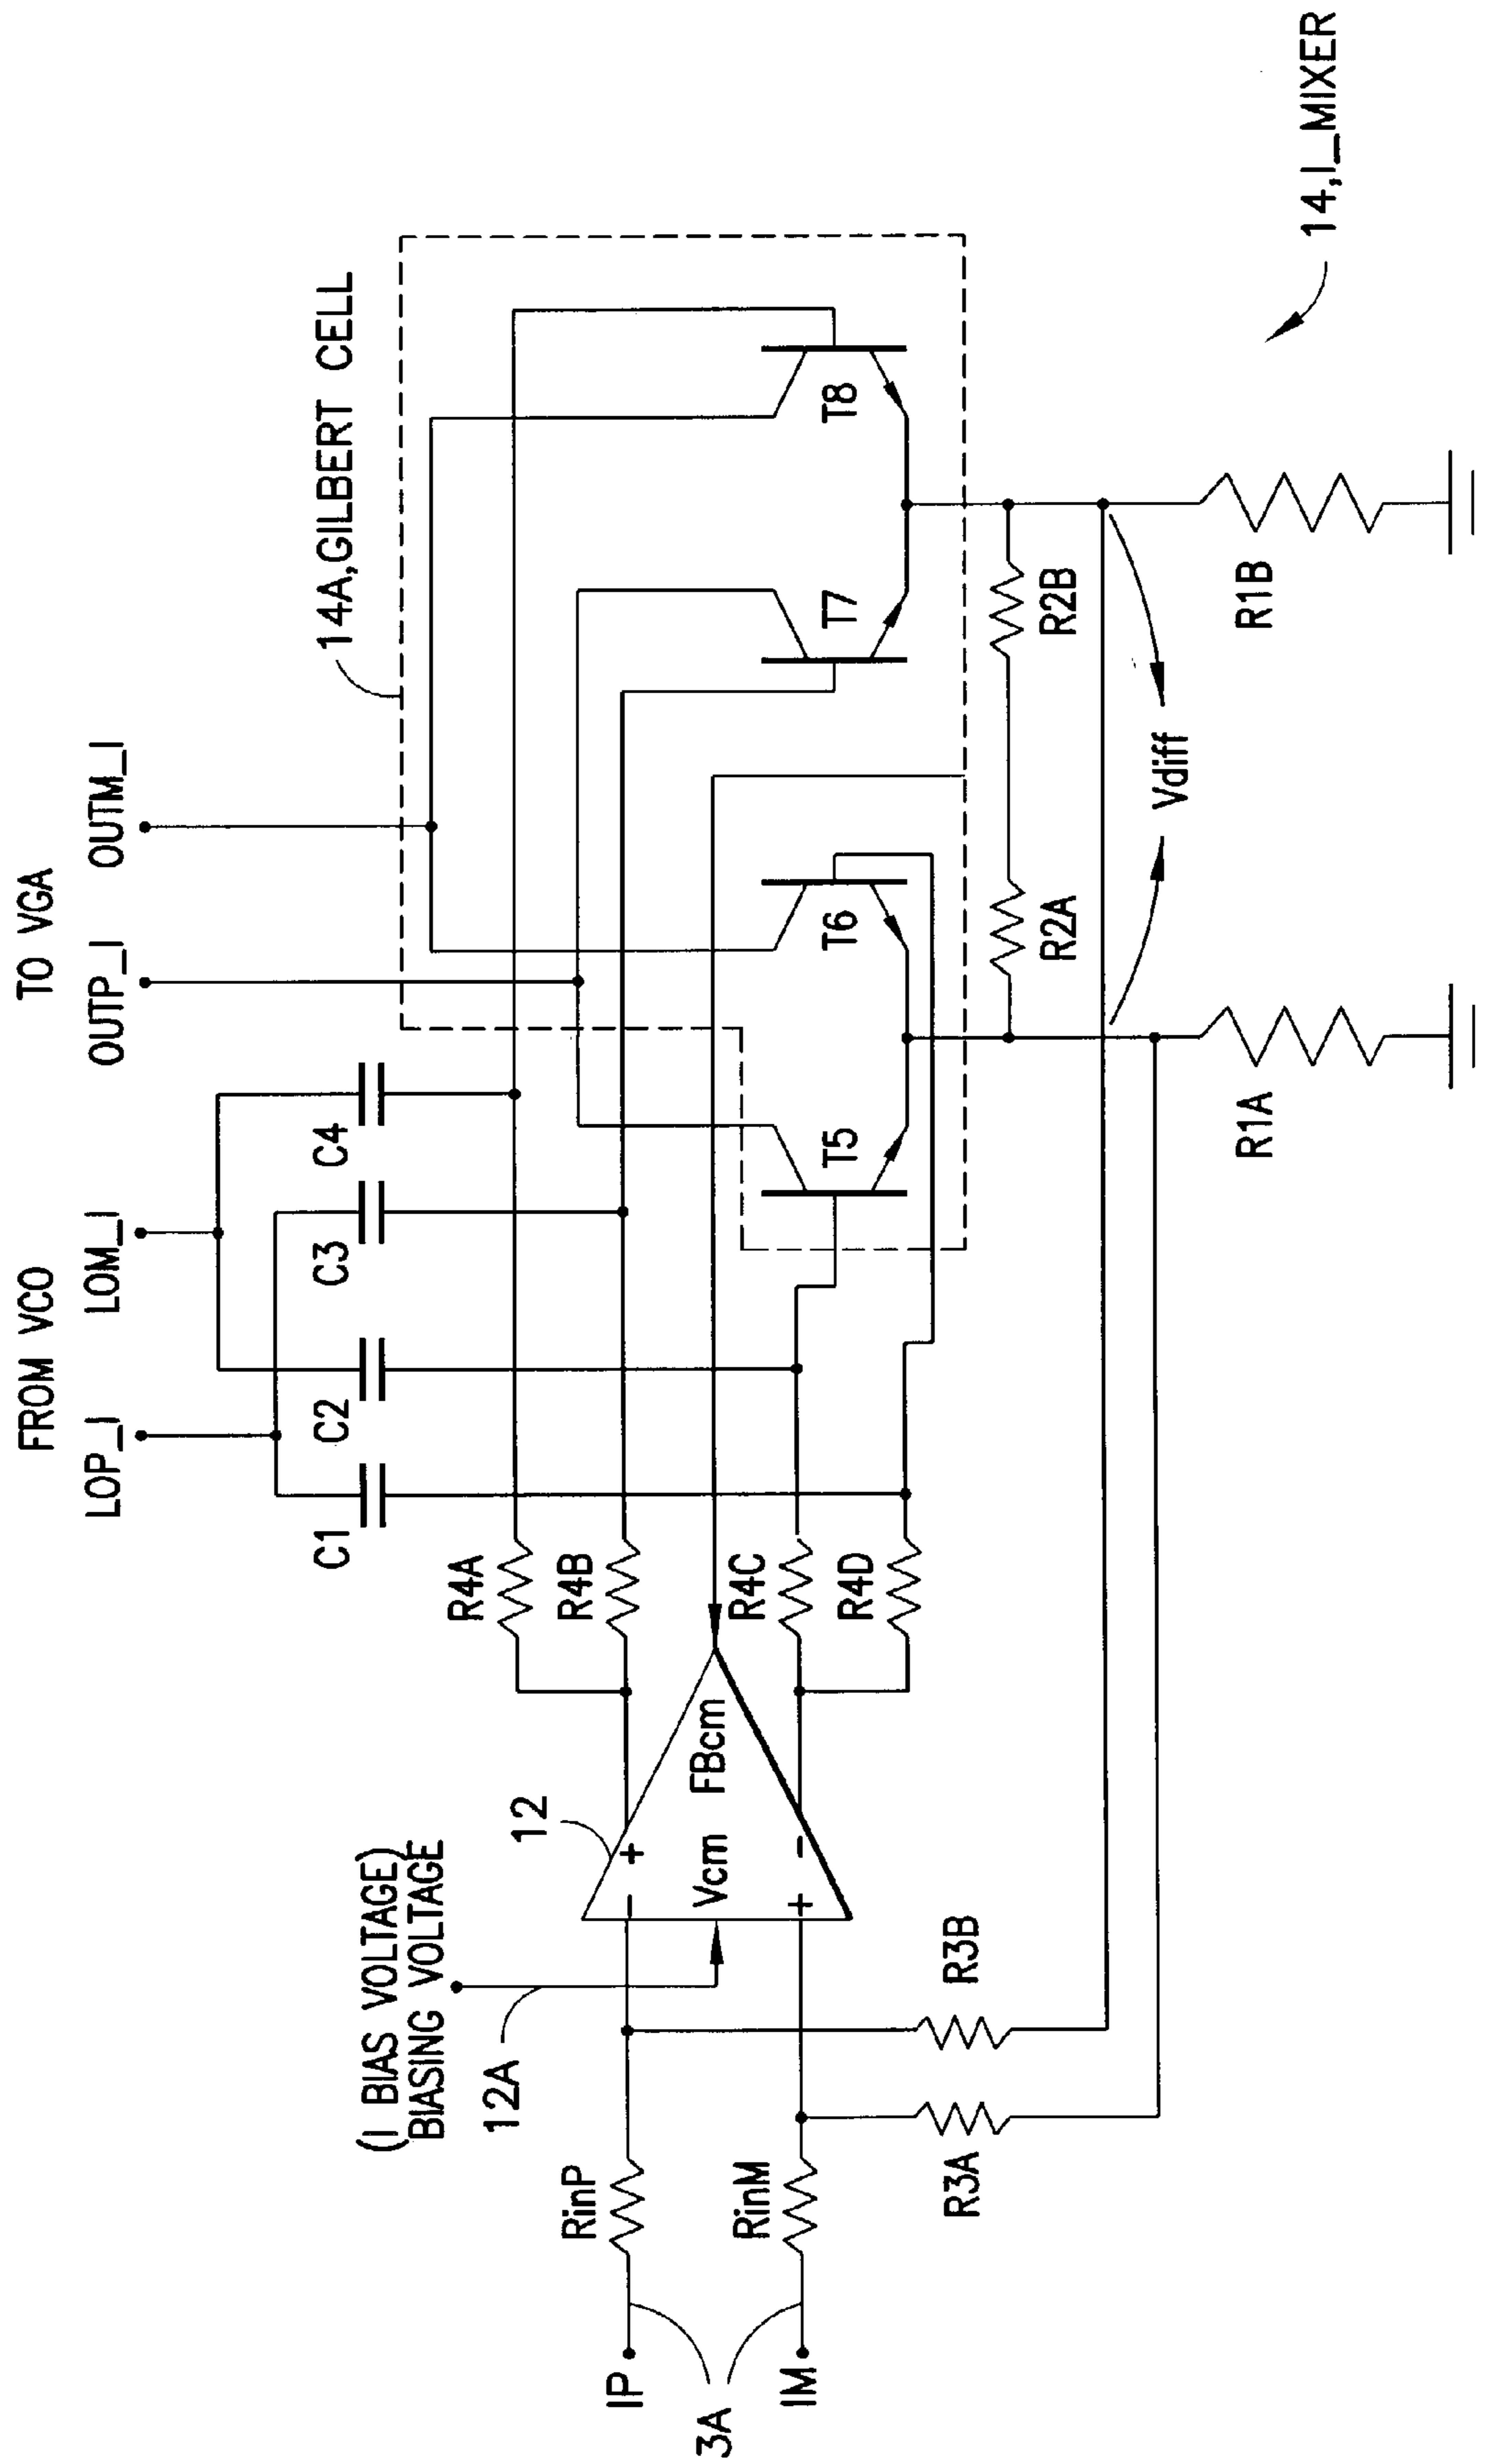 FROM VCO
TO VGA
LOP_I
LOM_I
OUTP_I
OUTM_I
14A,GILBERT CELL
C1
C2
C3
C4
(I BIAS VOLTAGE)
BIASING VOLTAGE
12A
12
R4A
R4B
R4C
R4D
RinP
RinM
IP
IM
3A
- +
Vcm FBcm
+ -
T5
T6
T7
T8
R3A
R3B
R2A
R2B
Vdiff
R1A
R1B
14,I_MIXER